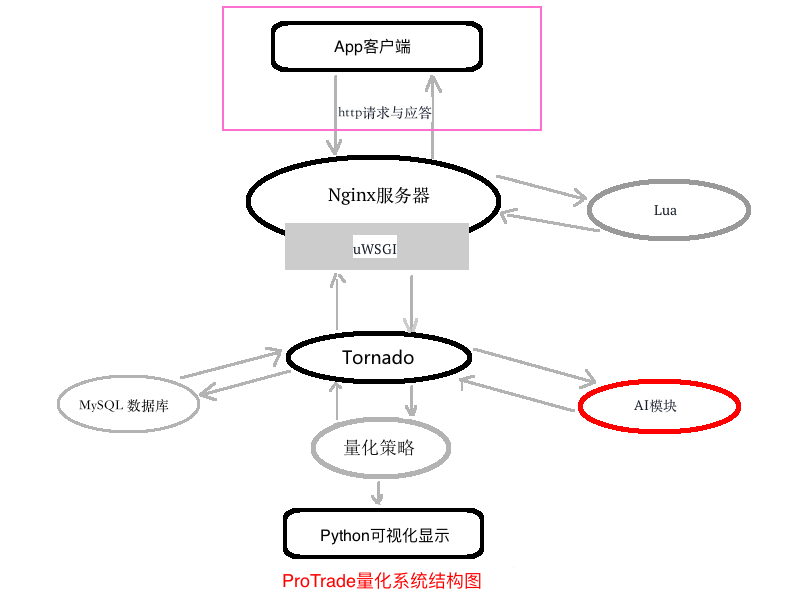 App客户端
http请求与应答
Nginx服务器
Lua
uWSGI
Tornado
MySQL 数据库
AI模块
量化策略
Python可视化显示
ProTrade量化系统结构图